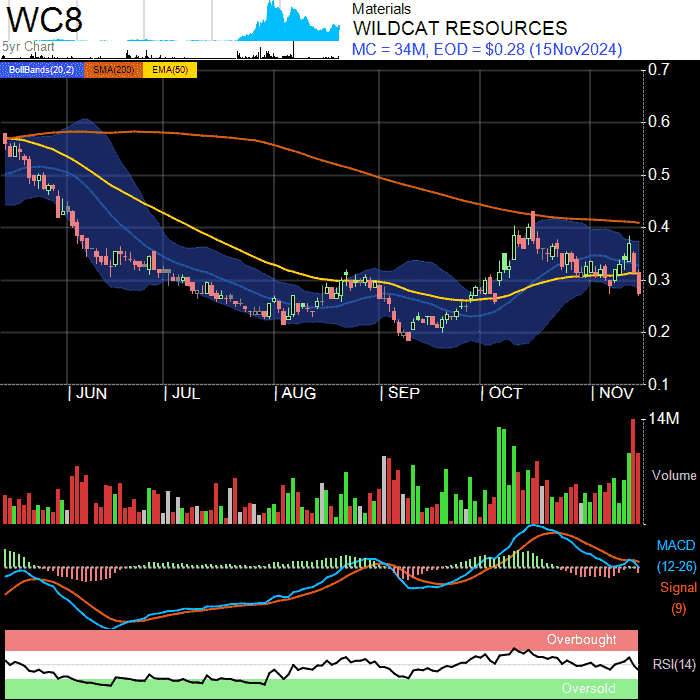 WC8
5yr Chart
Materials
WILDCAT RESOURCES
MC = 34M, EOD = $0.28 (15Nov2024)
BollBands(20,2) SMA(200) EMA(50)
0.7
0.6
0.5
0.4
0.3
0.2
0.1
JUN JUL AUG SEP OCT NOV
14M
Volume
MACD
(12-26)
Signal
(9)
Overbought
RSI(14)
Oversold